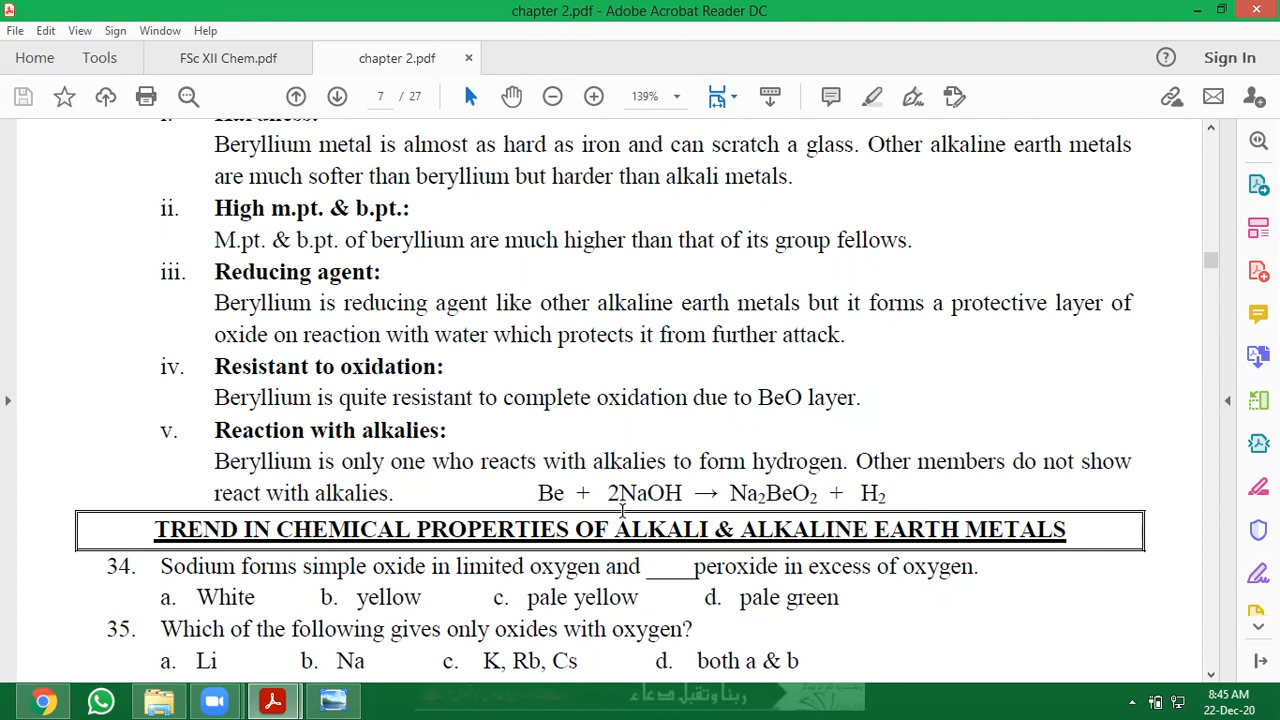 chapter 2.pdf - Adobe Acrobat Reader DC
File Edit View Sign Window Help
Home Tools FSc XII Chem.pdf chapter 2.pdf × Sign In
7 / 27 139%
i. Hardness:
Beryllium metal is almost as hard as iron and can scratch a glass. Other alkaline earth metals
are much softer than beryllium but harder than alkali metals.
ii. High m.pt. & b.pt.:
M.pt. & b.pt. of beryllium are much higher than that of its group fellows.
iii. Reducing agent:
Beryllium is reducing agent like other alkaline earth metals but it forms a protective layer of
oxide on reaction with water which protects it from further attack.
iv. Resistant to oxidation:
Beryllium is quite resistant to complete oxidation due to BeO layer.
v. Reaction with alkalies:
Beryllium is only one who reacts with alkalies to form hydrogen. Other members do not show
react with alkalies. Be + 2NaOH → Na₂BeO₂ + H₂
TREND IN CHEMICAL PROPERTIES OF ALKALI & ALKALINE EARTH METALS
34. Sodium forms simple oxide in limited oxygen and ____peroxide in excess of oxygen.
a. White b. yellow c. pale yellow d. pale green
35. Which of the following gives only oxides with oxygen?
a. Li b. Na c. K, Rb, Cs d. both a & b
ربنا وتقبل دعاء
8:45 AM
22-Dec-20